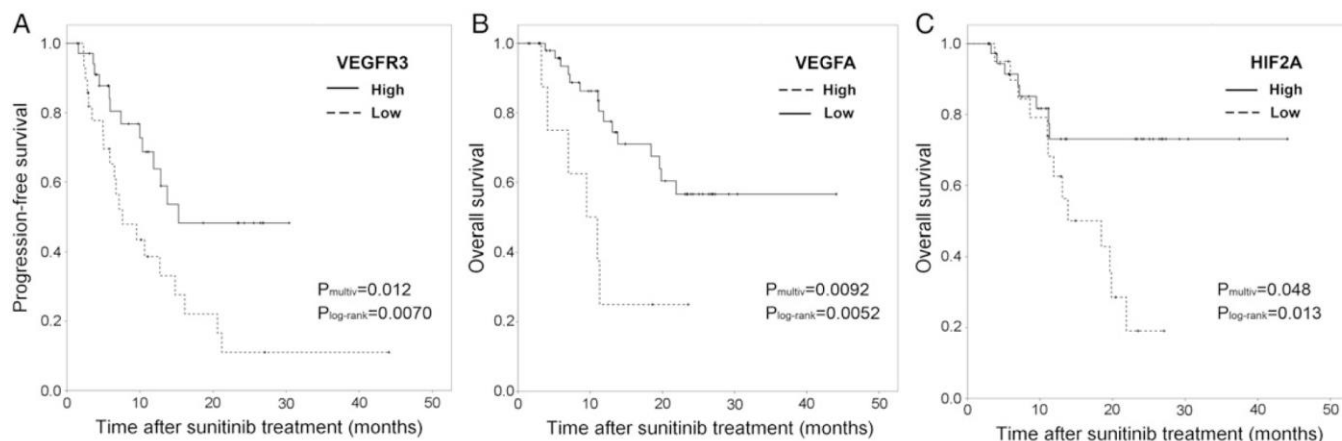 A
VEGFR3
High
Low
Progression-free survival
1.0
0.8
0.6
0.4
0.2
0.0
Pmultiv=0.012
Plog-rank=0.0070
0 10 20 30 40 50
Time after sunitinib treatment (months)
B
VEGFA
High
Low
Overall survival
1.0
0.8
0.6
0.4
0.2
0.0
Pmultiv=0.0092
Plog-rank=0.0052
0 10 20 30 40 50
Time after sunitinib treatment (months)
C
HIF2A
High
Low
Overall survival
1.0
0.8
0.6
0.4
0.2
0.0
Pmultiv=0.048
Plog-rank=0.013
0 10 20 30 40 50
Time after sunitinib treatment (months)